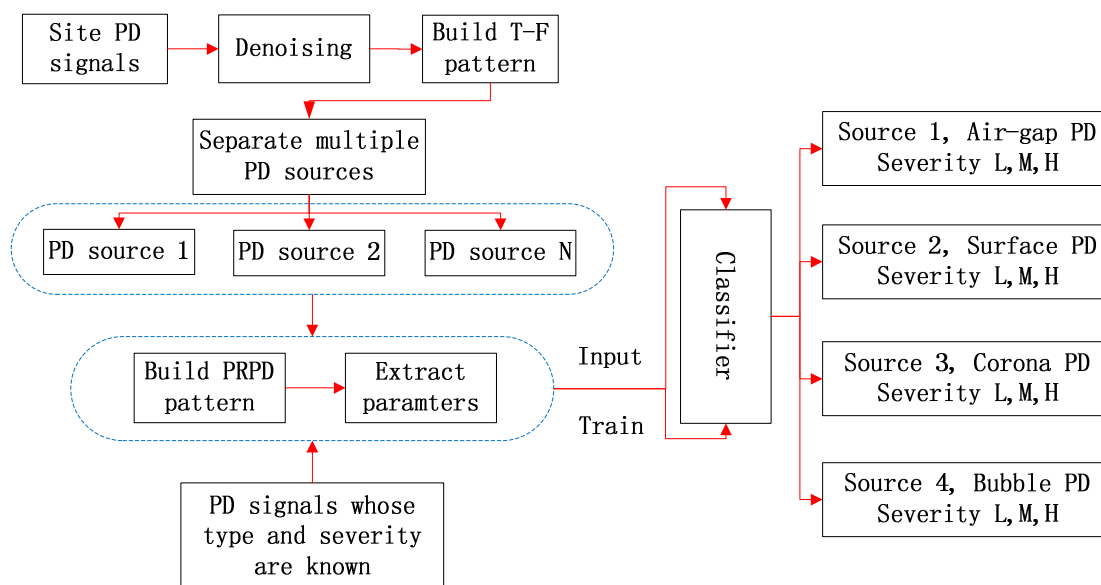 Site PD
signals
Denoising
Build T-F
pattern
Separate multiple
PD sources
PD source 1
PD source 2
PD source N
Build PRPD
pattern
Extract
paramters
PD signals whose
type and severity
are known
Input
Train
Classifier
Source 1, Air-gap PD
Severity L,M,H
Source 2, Surface PD
Severity L,M,H
Source 3, Corona PD
Severity L,M,H
Source 4, Bubble PD
Severity L,M,H